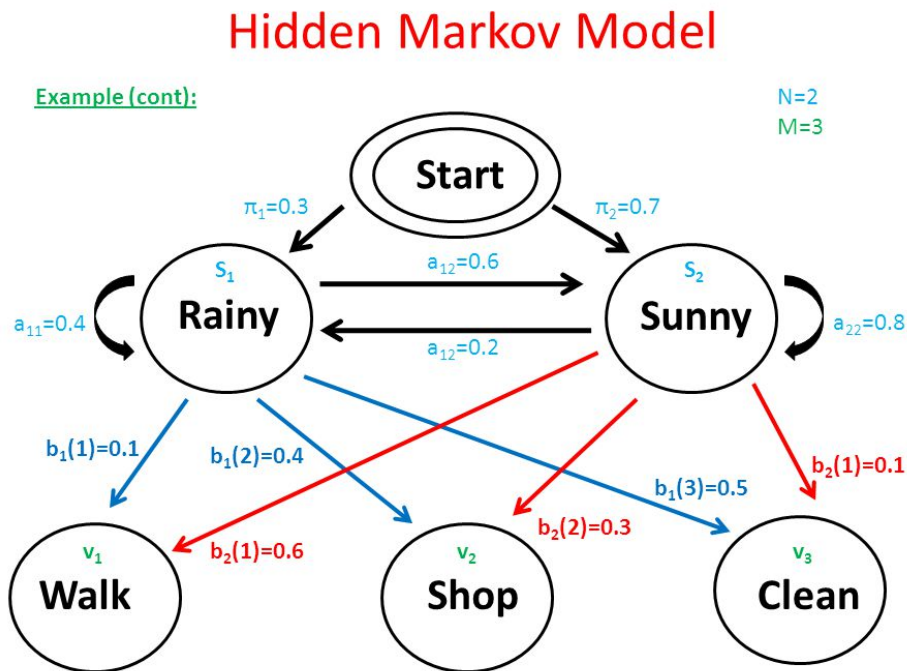 Hidden Markov Model
Example (cont):
N=2
M=3
Start
π₁=0.3
π₂=0.7
S₁
Rainy
a₁₂=0.6
S₂
Sunny
a₁₁=0.4
a₁₂=0.2
a₂₂=0.8
b₁(1)=0.1
b₁(2)=0.4
b₁(3)=0.5
b₂(1)=0.1
b₂(1)=0.6
b₂(2)=0.3
v₁
Walk
v₂
Shop
v₃
Clean